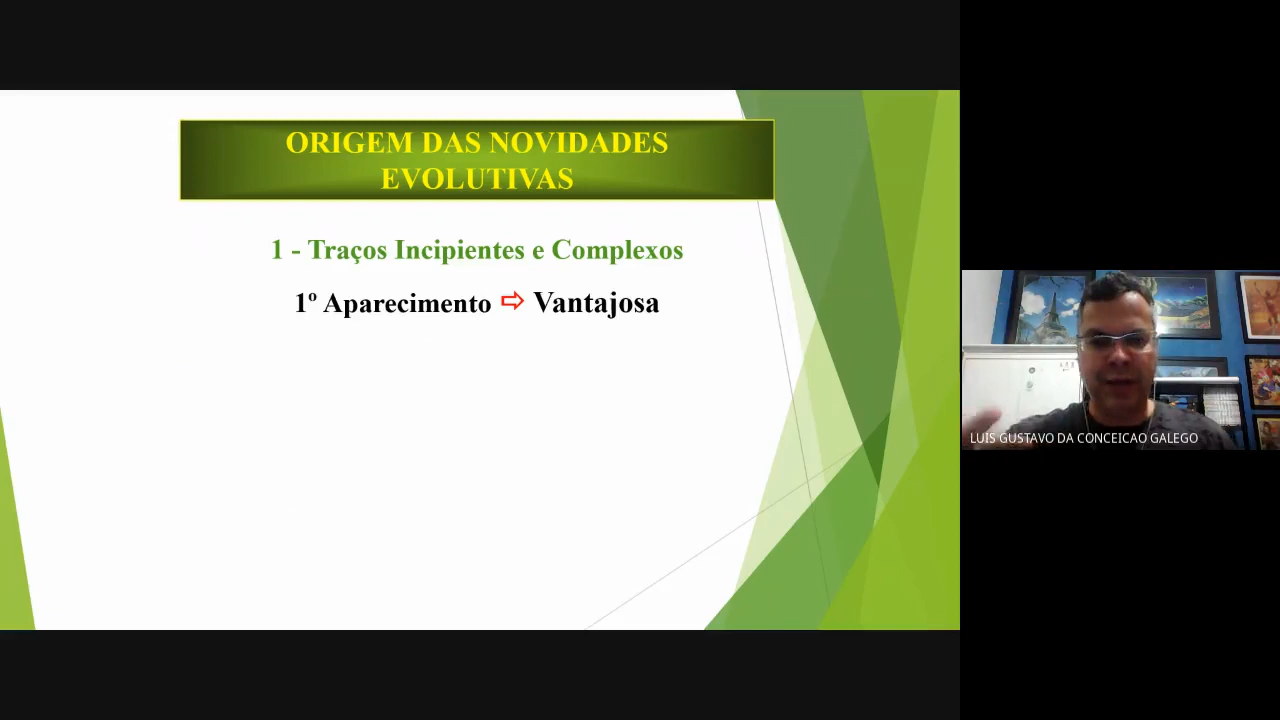 ORIGEM DAS NOVIDADES
EVOLUTIVAS
1 - Traços Incipientes e Complexos
1º Aparecimento ⇨ Vantajosa
LUIS GUSTAVO DA CONCEICAO GALEGO